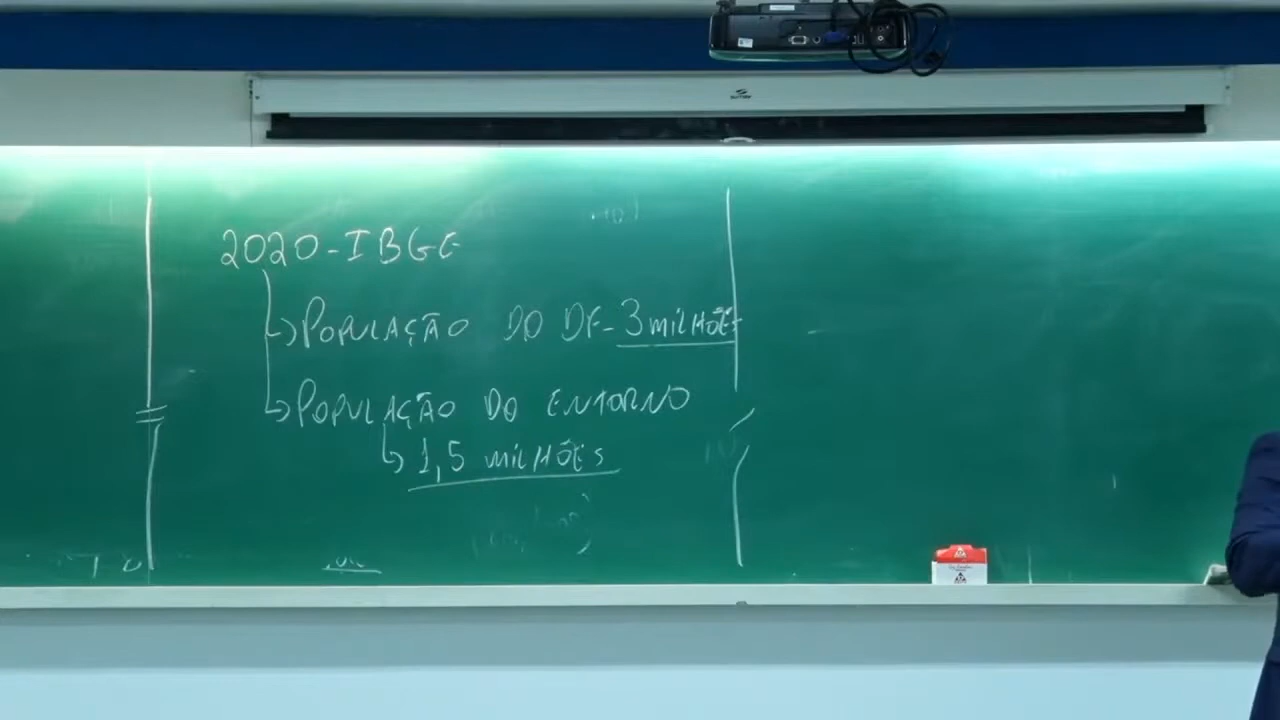 2020-IBGE
POPULAÇÃO DO DF- 3 MILHÕES
POPULAÇÃO DO ENTORNO
1,5 MILHÕES